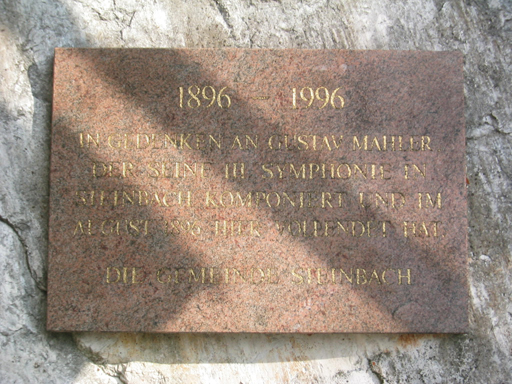 1896 - 1996
IN GEDENKEN AN GUSTAV MAHLER
DER SEINE III. SYMPHONIE IN
STEINBACH KOMPONIERT UND IM
AUGUST 1896 HIER VOLLENDET HAT
DIE GEMEINDE STEINBACH